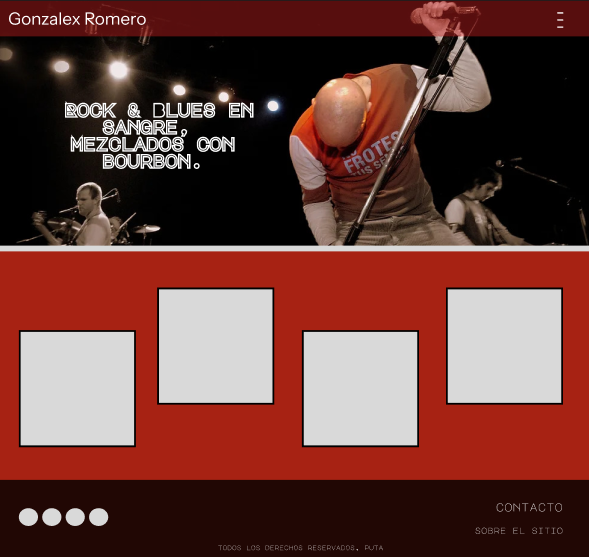 Gonzalex Romero
ROCK & BLUES EN
SANGRE,
MEZCLADOS CON
BOURBON.
FROTES
CONTACTO
SOBRE EL SITIO
TODOS LOS DERECHOS RESERVADOS, PUTA